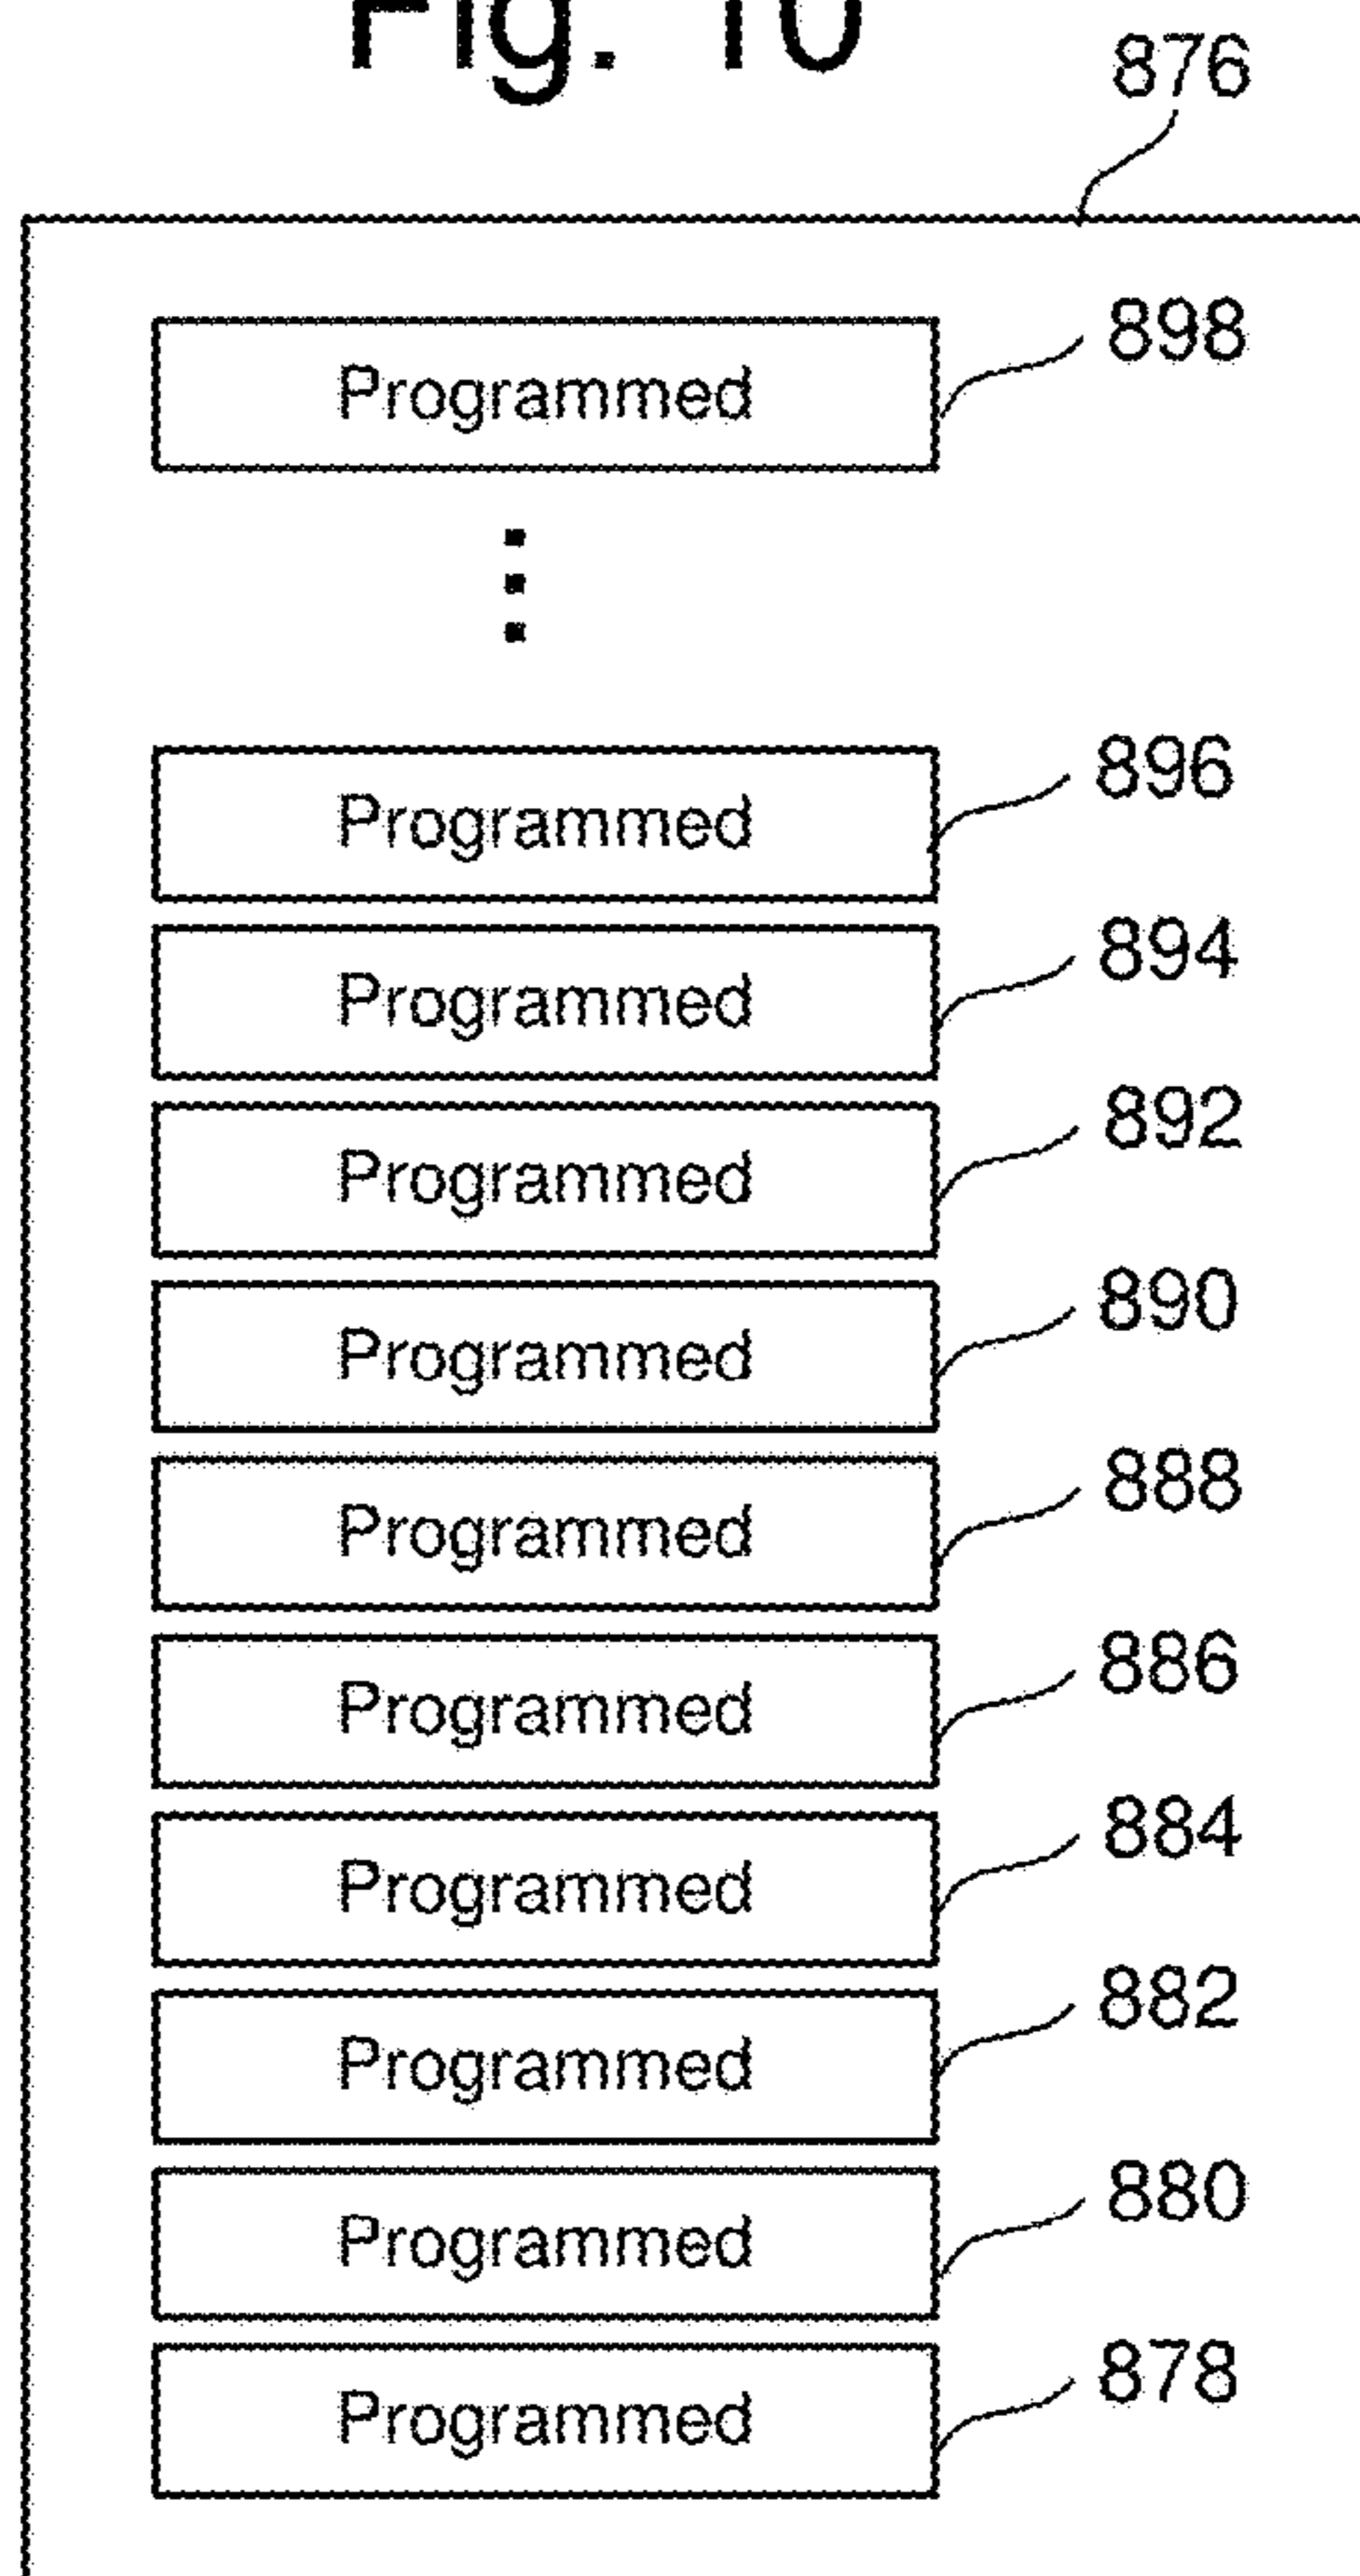 Fig. 10
876
Programmed 898
Programmed 896
Programmed 894
Programmed 892
Programmed 890
Programmed 888
Programmed 886
Programmed 884
Programmed 882
Programmed 880
Programmed 878